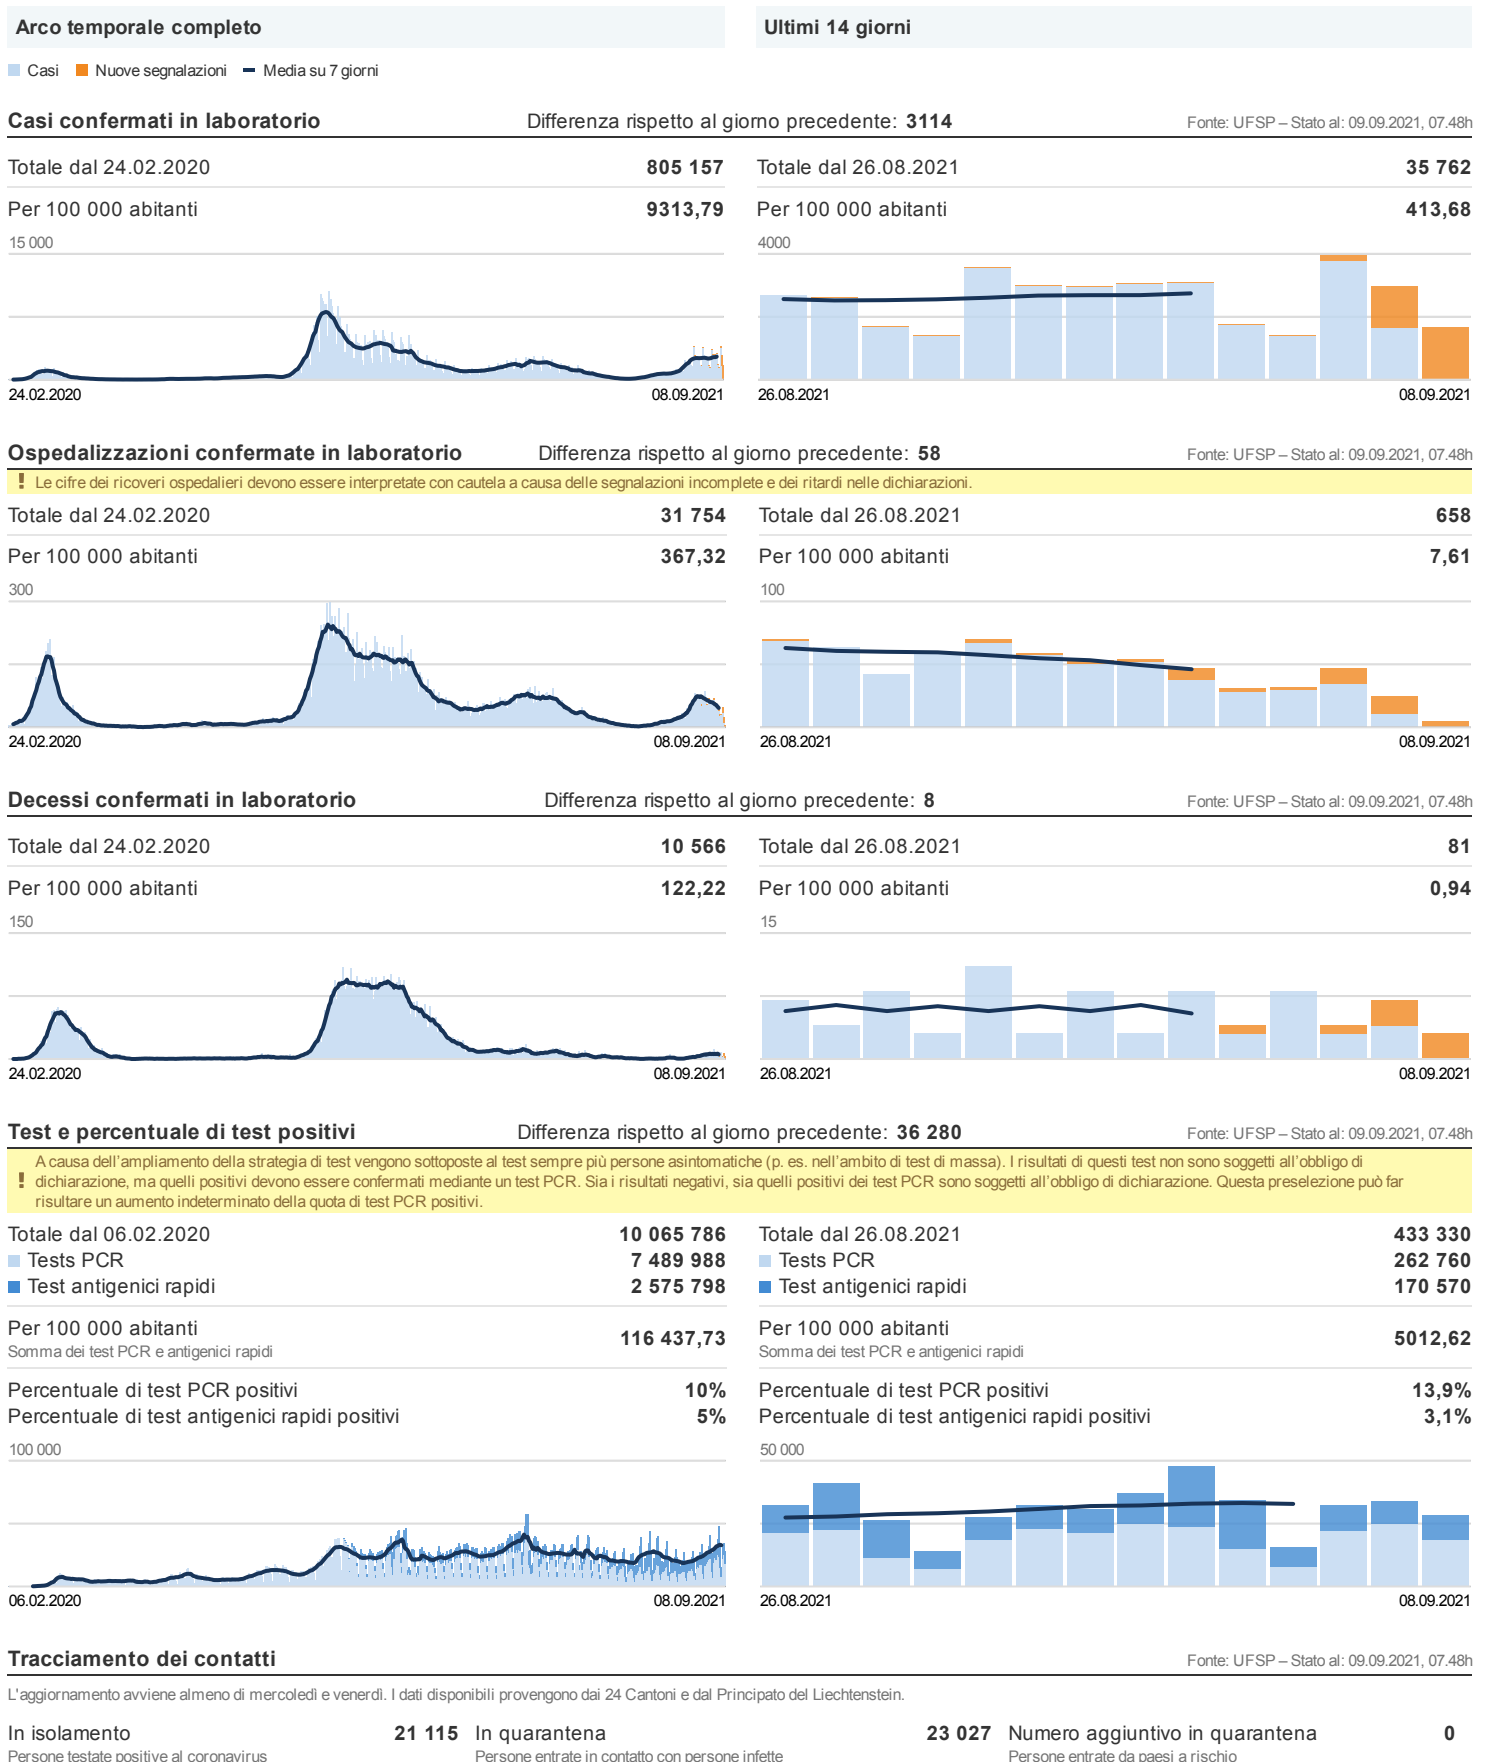 Arco temporale completo
Ultimi 14 giorni
Casi Nuove segnalazioni Media su 7 giorni
Casi confermati in laboratorio Differenza rispetto al giorno precedente: 3114 Fonte: UFSP – Stato al: 09.09.2021, 07.48h
Totale dal 24.02.2020 805 157
Per 100 000 abitanti 9313,79
15 000
24.02.2020 08.09.2021
Totale dal 26.08.2021 35 762
Per 100 000 abitanti 413,68
4000
26.08.2021 08.09.2021
Ospedalizzazioni confermate in laboratorio Differenza rispetto al giorno precedente: 58 Fonte: UFSP – Stato al: 09.09.2021, 07.48h
! Le cifre dei ricoveri ospedalieri devono essere interpretate con cautela a causa delle segnalazioni incomplete e dei ritardi nelle dichiarazioni.
Totale dal 24.02.2020 31 754
Per 100 000 abitanti 367,32
300
24.02.2020 08.09.2021
Totale dal 26.08.2021 658
Per 100 000 abitanti 7,61
100
26.08.2021 08.09.2021
Decessi confermati in laboratorio Differenza rispetto al giorno precedente: 8 Fonte: UFSP – Stato al: 09.09.2021, 07.48h
Totale dal 24.02.2020 10 566
Per 100 000 abitanti 122,22
150
24.02.2020 08.09.2021
Totale dal 26.08.2021 81
Per 100 000 abitanti 0,94
15
26.08.2021 08.09.2021
Test e percentuale di test positivi Differenza rispetto al giorno precedente: 36 280 Fonte: UFSP – Stato al: 09.09.2021, 07.48h
A causa dell'ampliamento della strategia di test vengono sottoposte al test sempre più persone asintomatiche (p. es. nell'ambito di test di massa). I risultati di questi test non sono soggetti all'obbligo di
! dichiarazione, ma quelli positivi devono essere confermati mediante un test PCR. Sia i risultati negativi, sia quelli positivi dei test PCR sono soggetti all'obbligo di dichiarazione. Questa preselezione può far
risultare un aumento indeterminato della quota di test PCR positivi.
Totale dal 06.02.2020 10 065 786
Tests PCR 7 489 988
Test antigenici rapidi 2 575 798
Per 100 000 abitanti 116 437,73
Somma dei test PCR e antigenici rapidi
Percentuale di test PCR positivi 10%
Percentuale di test antigenici rapidi positivi 5%
100 000
06.02.2020 08.09.2021
Totale dal 26.08.2021 433 330
Tests PCR 262 760
Test antigenici rapidi 170 570
Per 100 000 abitanti 5012,62
Somma dei test PCR e antigenici rapidi
Percentuale di test PCR positivi 13,9%
Percentuale di test antigenici rapidi positivi 3,1%
50 000
26.08.2021 08.09.2021
Tracciamento dei contatti Fonte: UFSP – Stato al: 09.09.2021, 07.48h
L'aggiornamento avviene almeno di mercoledì e venerdì. I dati disponibili provengono dai 24 Cantoni e dal Principato del Liechtenstein.
In isolamento 21 115 In quarantena 23 027 Numero aggiuntivo in quarantena 0
Persone testate positive al coronavirus Persone entrate in contatto con persone infette Persone entrate da paesi a rischio